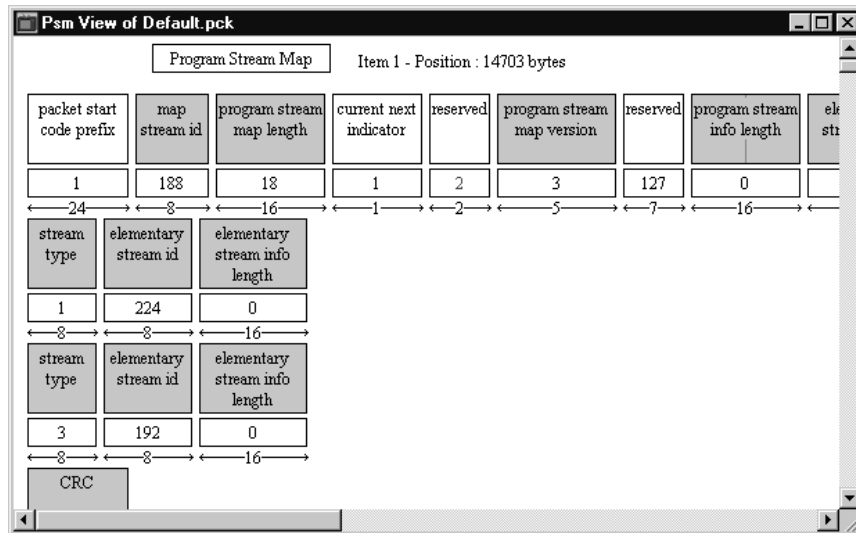 Psm View of Default.pck
Program Stream Map
Item 1 - Position : 14703 bytes
packet start code prefix
map stream id
program stream map length
current next indicator
reserved
program stream map version
reserved
program stream info length
1
188
18
1
2
3
127
0
24
8
16
1
2
5
7
16
stream type
elementary stream id
elementary stream info length
1
224
0
8
8
16
stream type
elementary stream id
elementary stream info length
3
192
0
8
8
16
CRC